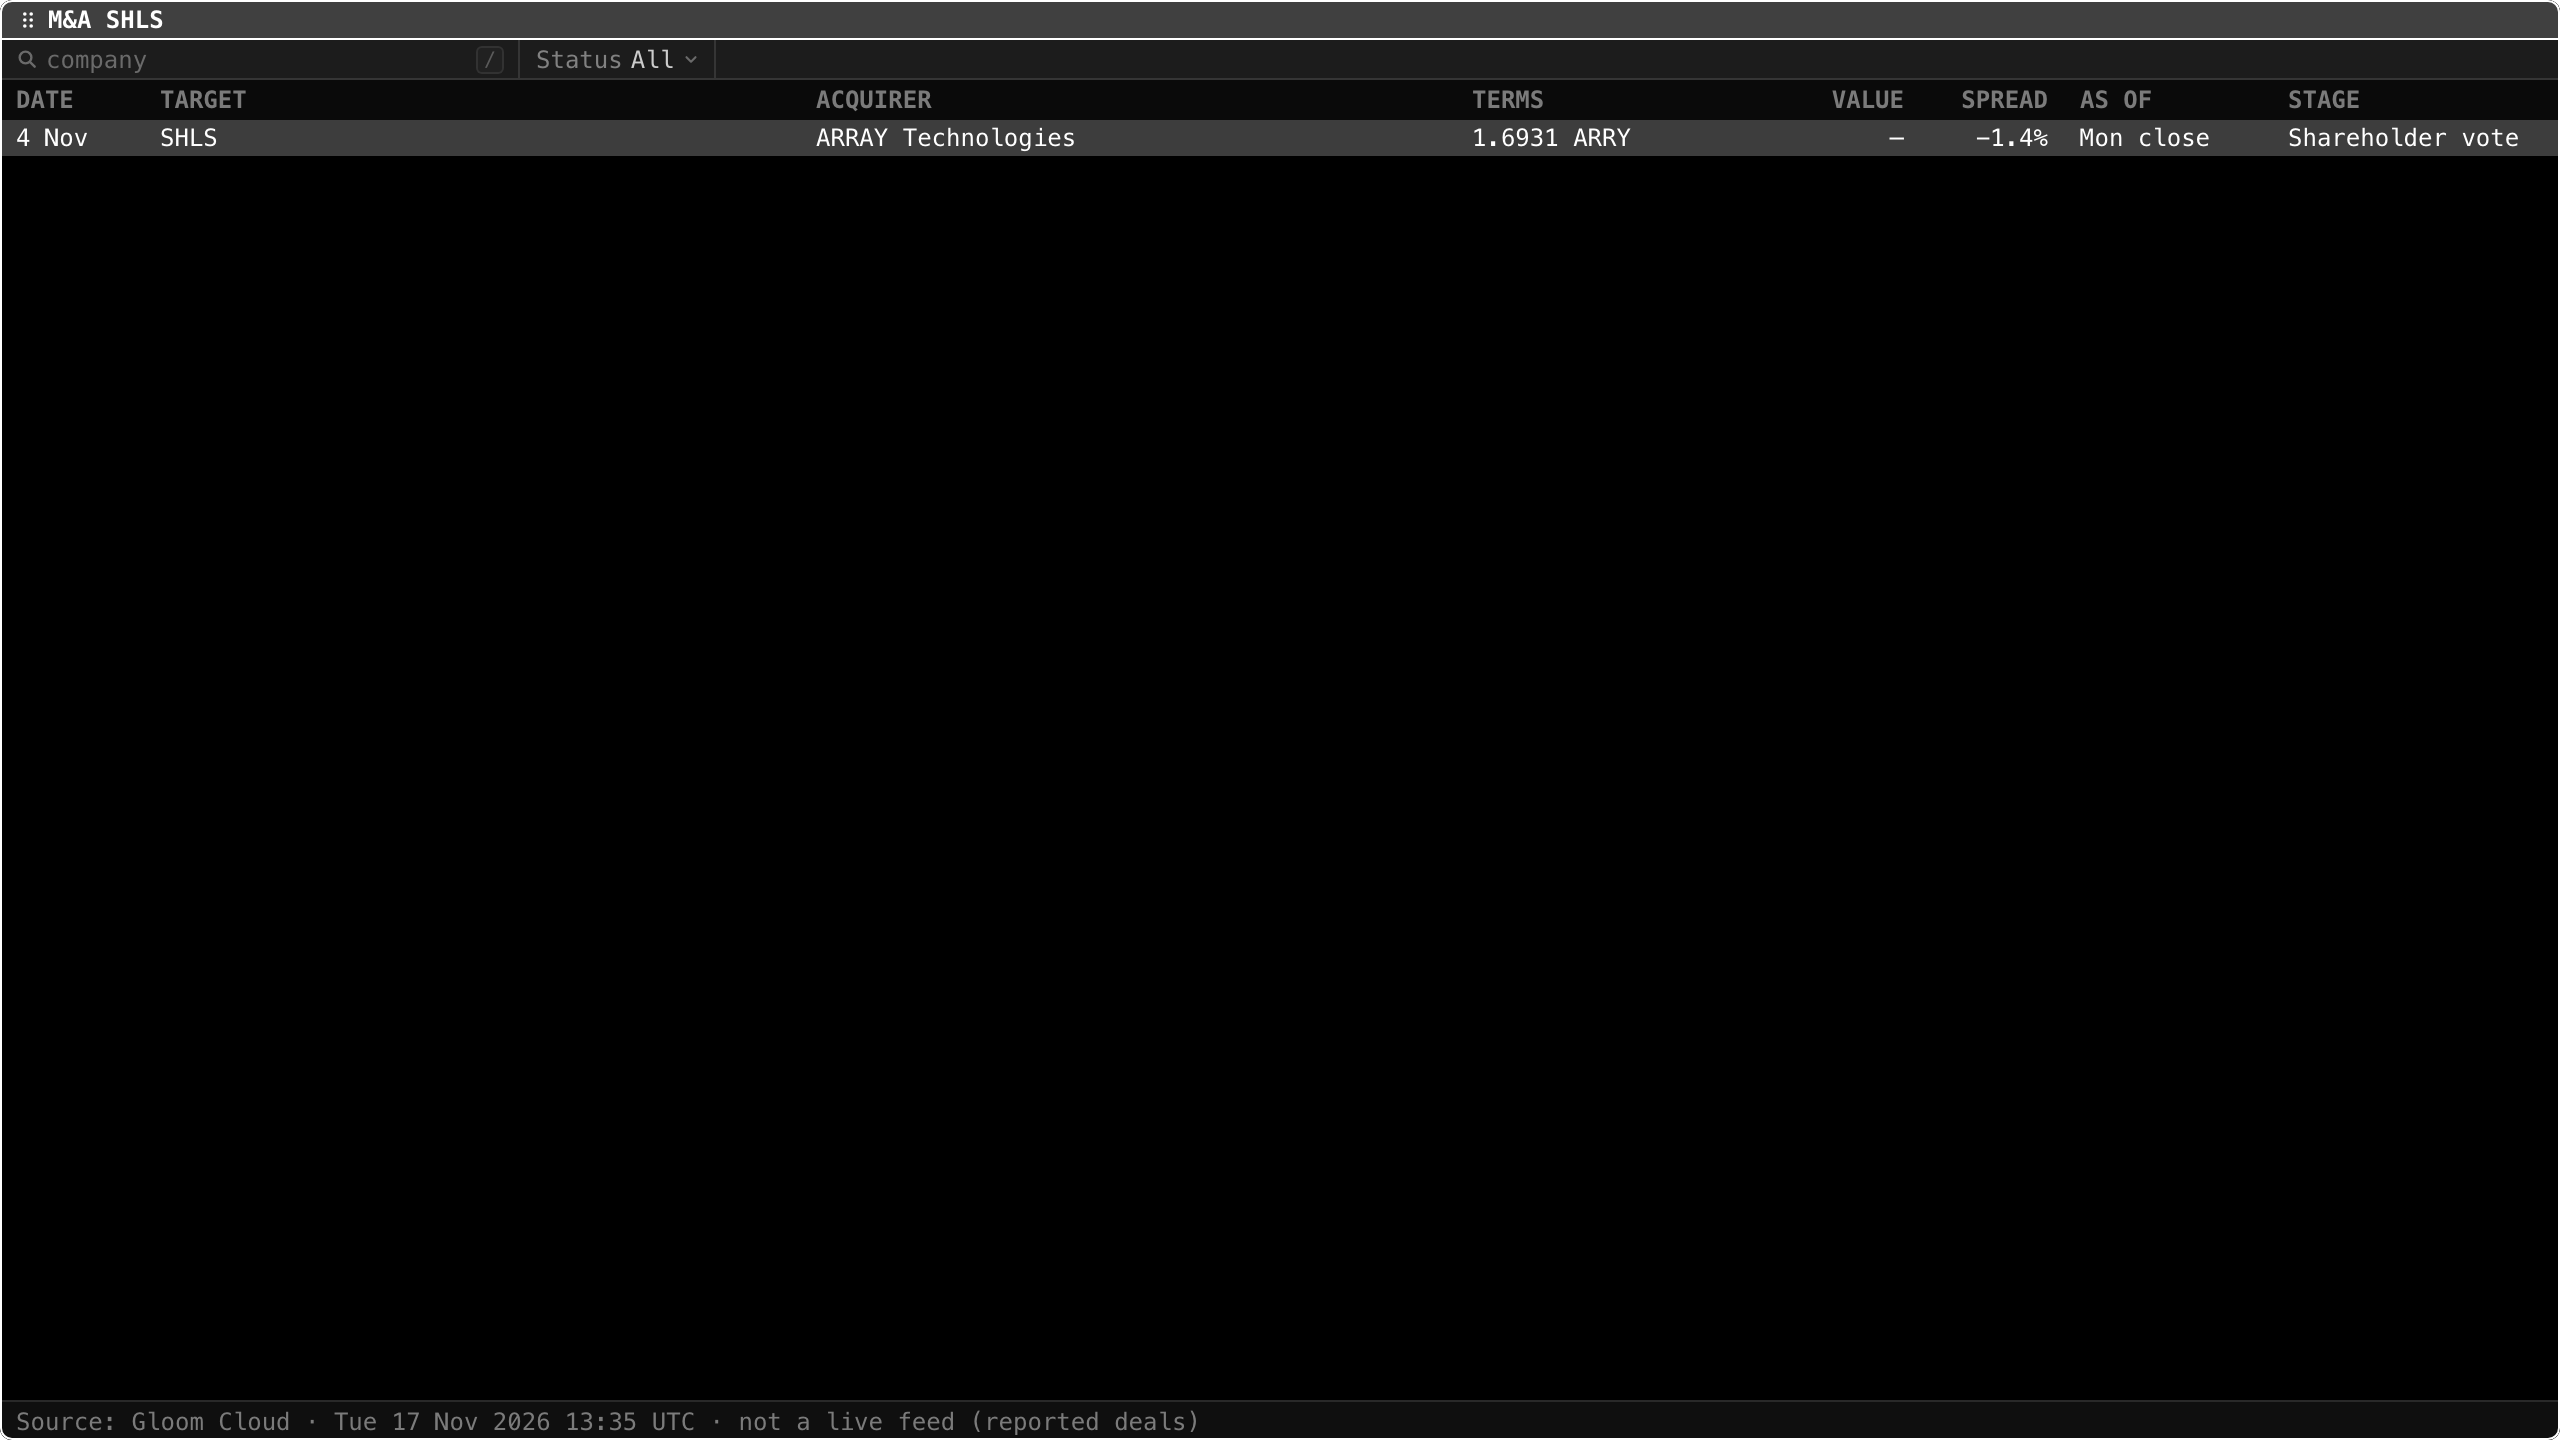 M&A SHLS
company / Status All
DATE TARGET ACQUIRER TERMS VALUE SPREAD AS OF STAGE
4 Nov SHLS ARRAY Technologies 1.6931 ARRY — −1.4% Mon close Shareholder vote
Source: Gloom Cloud · Tue 17 Nov 2026 13:35 UTC · not a live feed (reported deals)